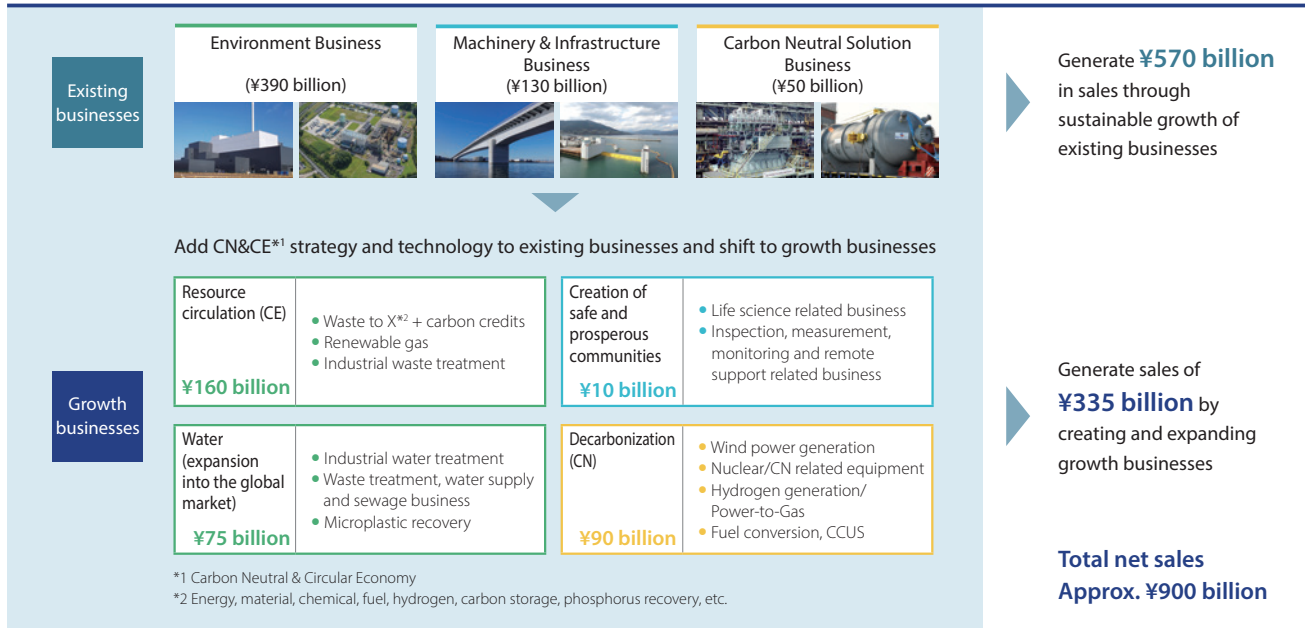 Existing
businesses
Environment Business
(¥390 billion)
Machinery & Infrastructure
Business
(¥130 billion)
Carbon Neutral Solution
Business
(¥50 billion)
Generate ¥570 billion
in sales through
sustainable growth of
existing businesses
Add CN&CE*1 strategy and technology to existing businesses and shift to growth businesses
Growth
businesses
Resource
circulation (CE)
¥160 billion
• Waste to X*2 + carbon credits
• Renewable gas
• Industrial waste treatment
Creation of
safe and
prosperous
communities
¥10 billion
• Life science related business
• Inspection, measurement,
monitoring and remote
support related business
Water
(expansion
into the global
market)
¥75 billion
• Industrial water treatment
• Waste treatment, water supply
and sewage business
• Microplastic recovery
Decarbonization
(CN)
¥90 billion
• Wind power generation
• Nuclear/CN related equipment
• Hydrogen generation/
Power-to-Gas
• Fuel conversion, CCUS
Generate sales of
¥335 billion by
creating and expanding
growth businesses
*1 Carbon Neutral & Circular Economy
*2 Energy, material, chemical, fuel, hydrogen, carbon storage, phosphorus recovery, etc.
Total net sales
Approx. ¥900 billion